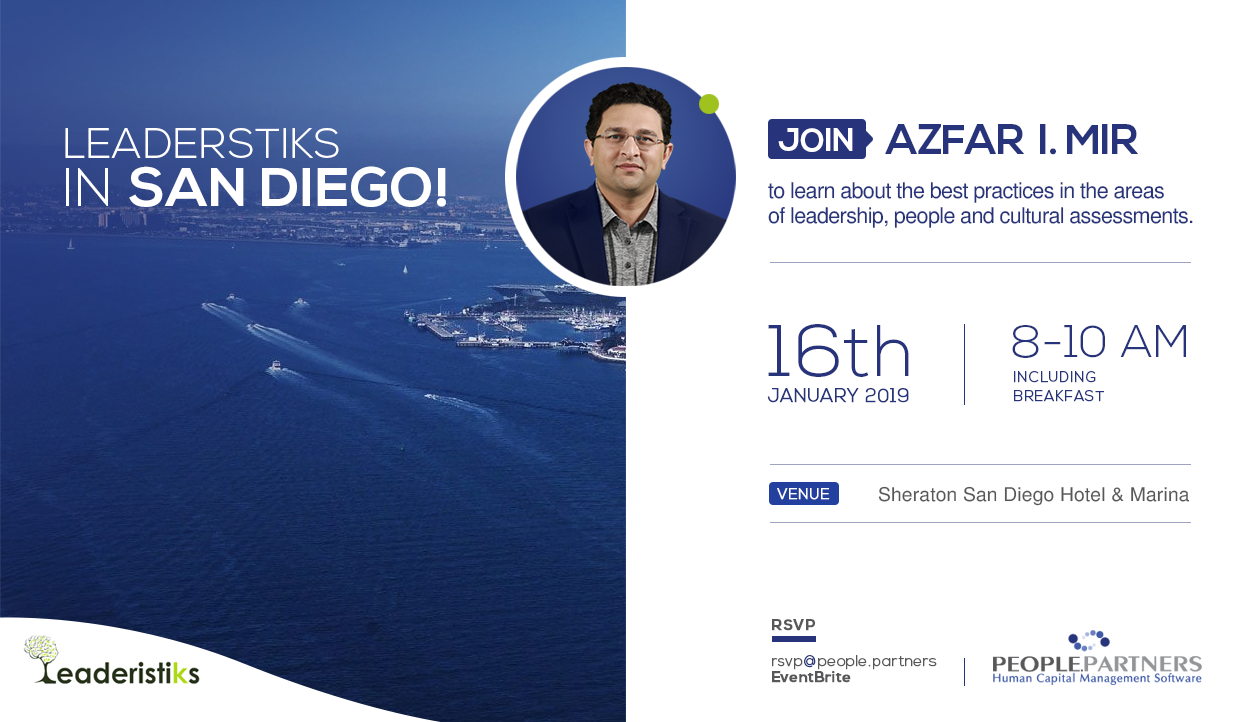 LEADERSTIKS
IN SAN DIEGO!
JOIN AZFAR I. MIR
to learn about the best practices in the areas
of leadership, people and cultural assessments.
16th
JANUARY 2019
8-10 AM
INCLUDING
BREAKFAST
VENUE Sheraton San Diego Hotel & Marina
RSVP
rsvp@people.partners
EventBrite
PEOPLE.PARTNERS
Human Capital Management Software
Leaderistiks